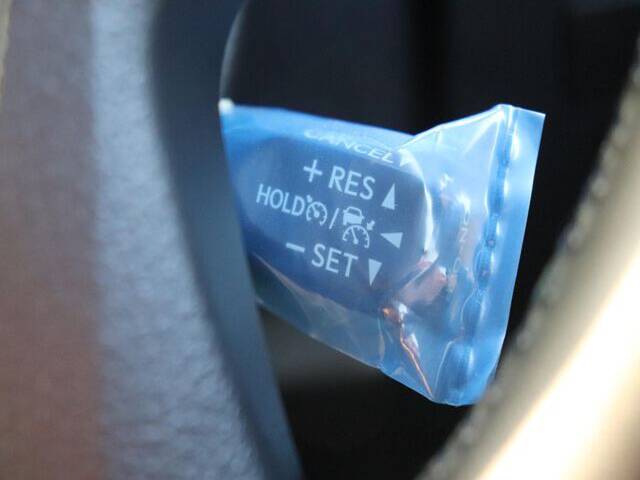 CANCEL
+ RES
HOLD /
− SET